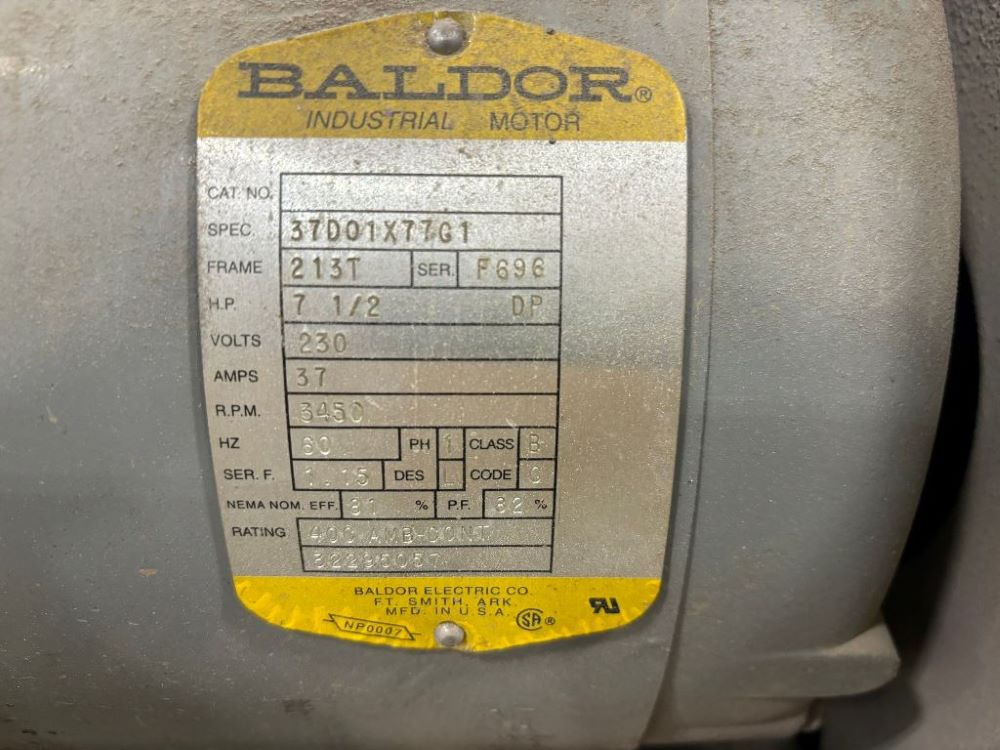 BALDOR®
INDUSTRIAL MOTOR
CAT. NO.
SPEC. 37D01X77G1
FRAME 213T SER. F696
H.P. 7 1/2 DP
VOLTS 230
AMPS 37
R.P.M. 3450
HZ 60 PH 1 CLASS B
SER. F. 1.15 DES L CODE G
NEMA NOM. EFF. 81 % P.F. 82 %
RATING 40C AMB-CONT
BALDOR ELECTRIC CO.
FT. SMITH, ARK.
MFD. IN U.S.A.
NP0007